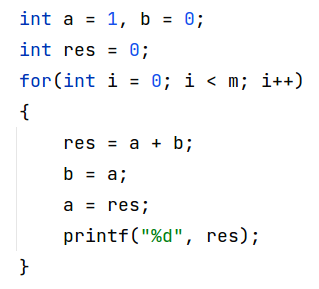 int a = 1, b = 0;
int res = 0;
for(int i = 0; i < m; i++)
{
    res = a + b;
    b = a;
    a = res;
    printf("%d", res);
}